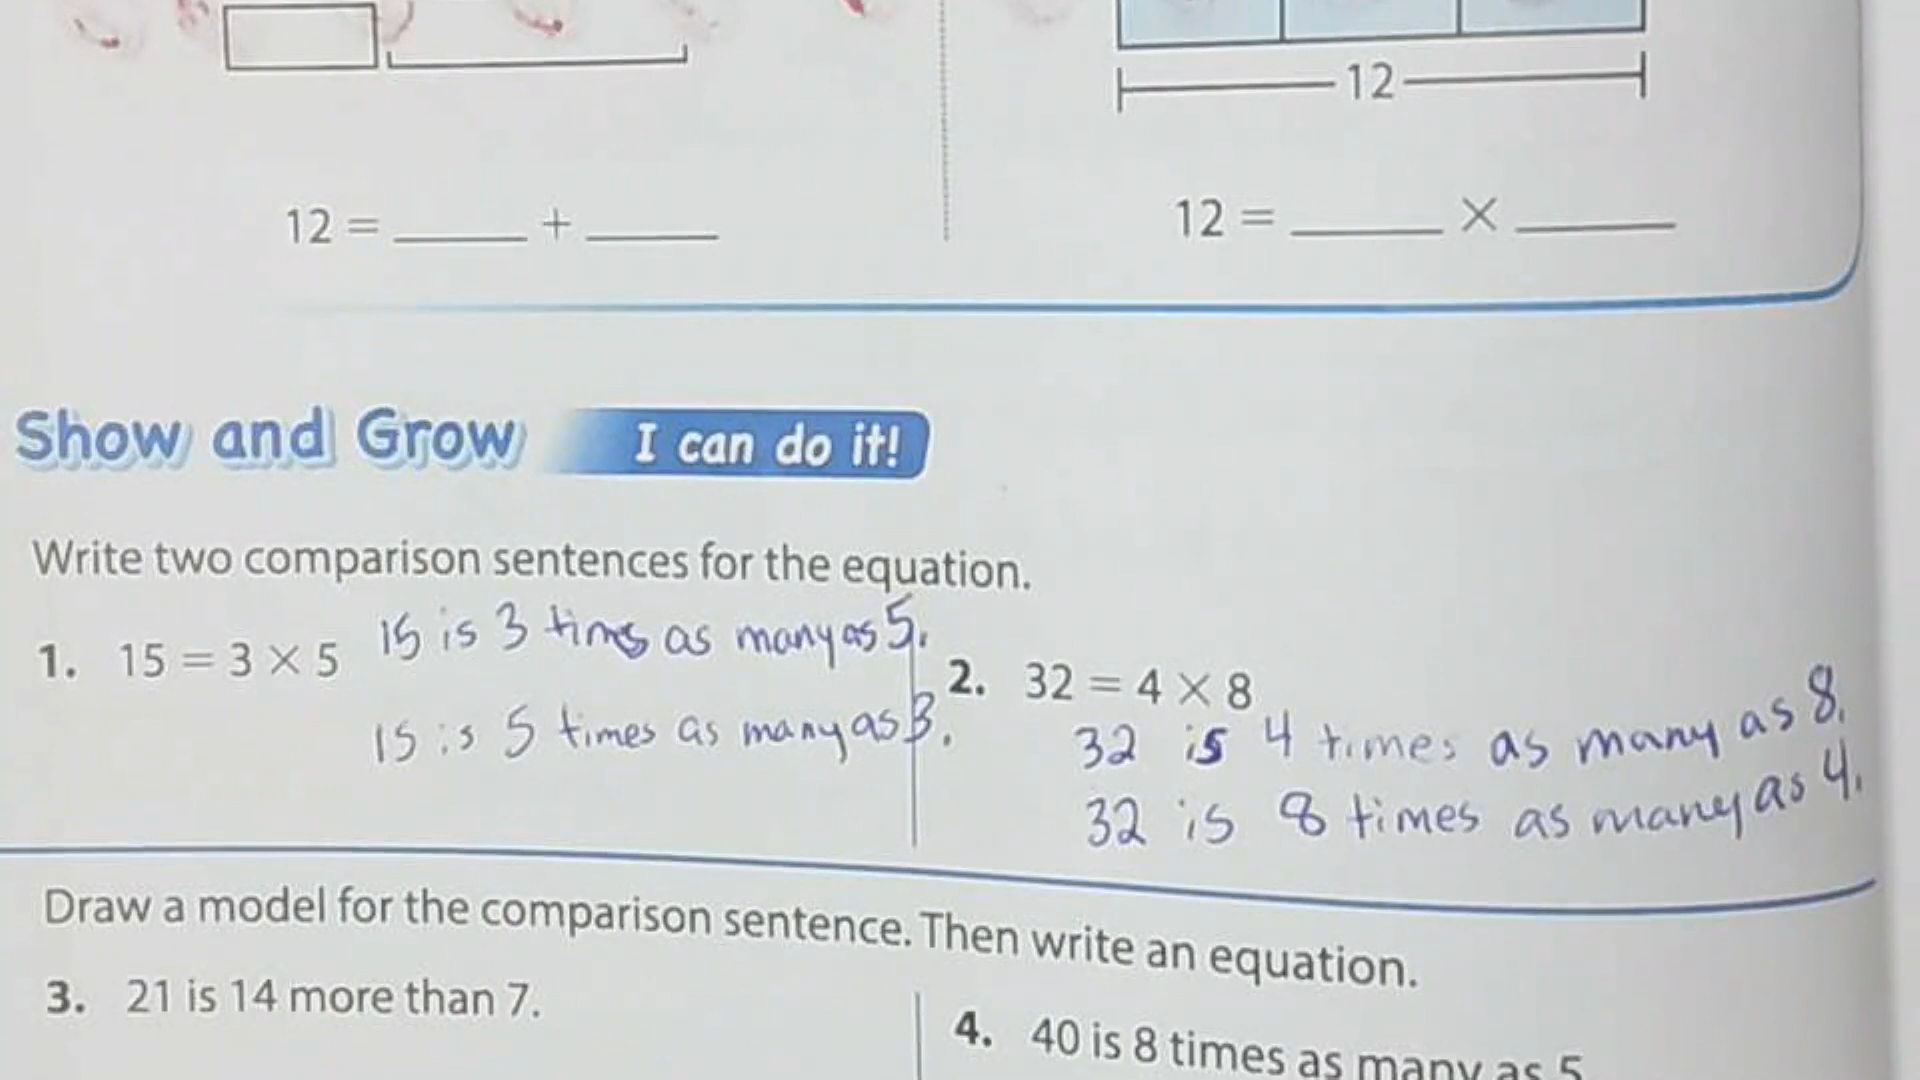 12
12 = ____ + ____
12 = ____ × ____
Show and Grow I can do it!
Write two comparison sentences for the equation.
1. 15 = 3 × 5
15 is 3 times as many as 5.
15 is 5 times as many as 3.
2. 32 = 4 × 8
32 is 4 times as many as 8.
32 is 8 times as many as 4.
Draw a model for the comparison sentence. Then write an equation.
3. 21 is 14 more than 7.
4. 40 is 8 times as many as 5